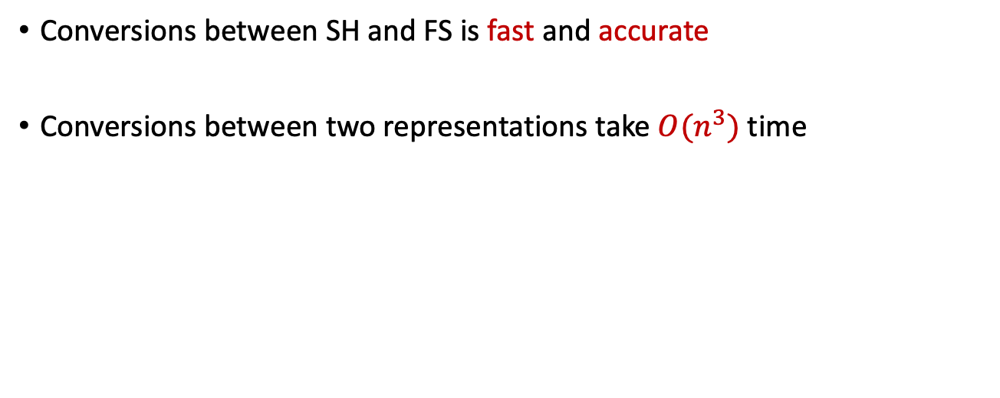 • Conversions between SH and FS is fast and accurate
• Conversions between two representations take O(n³) time